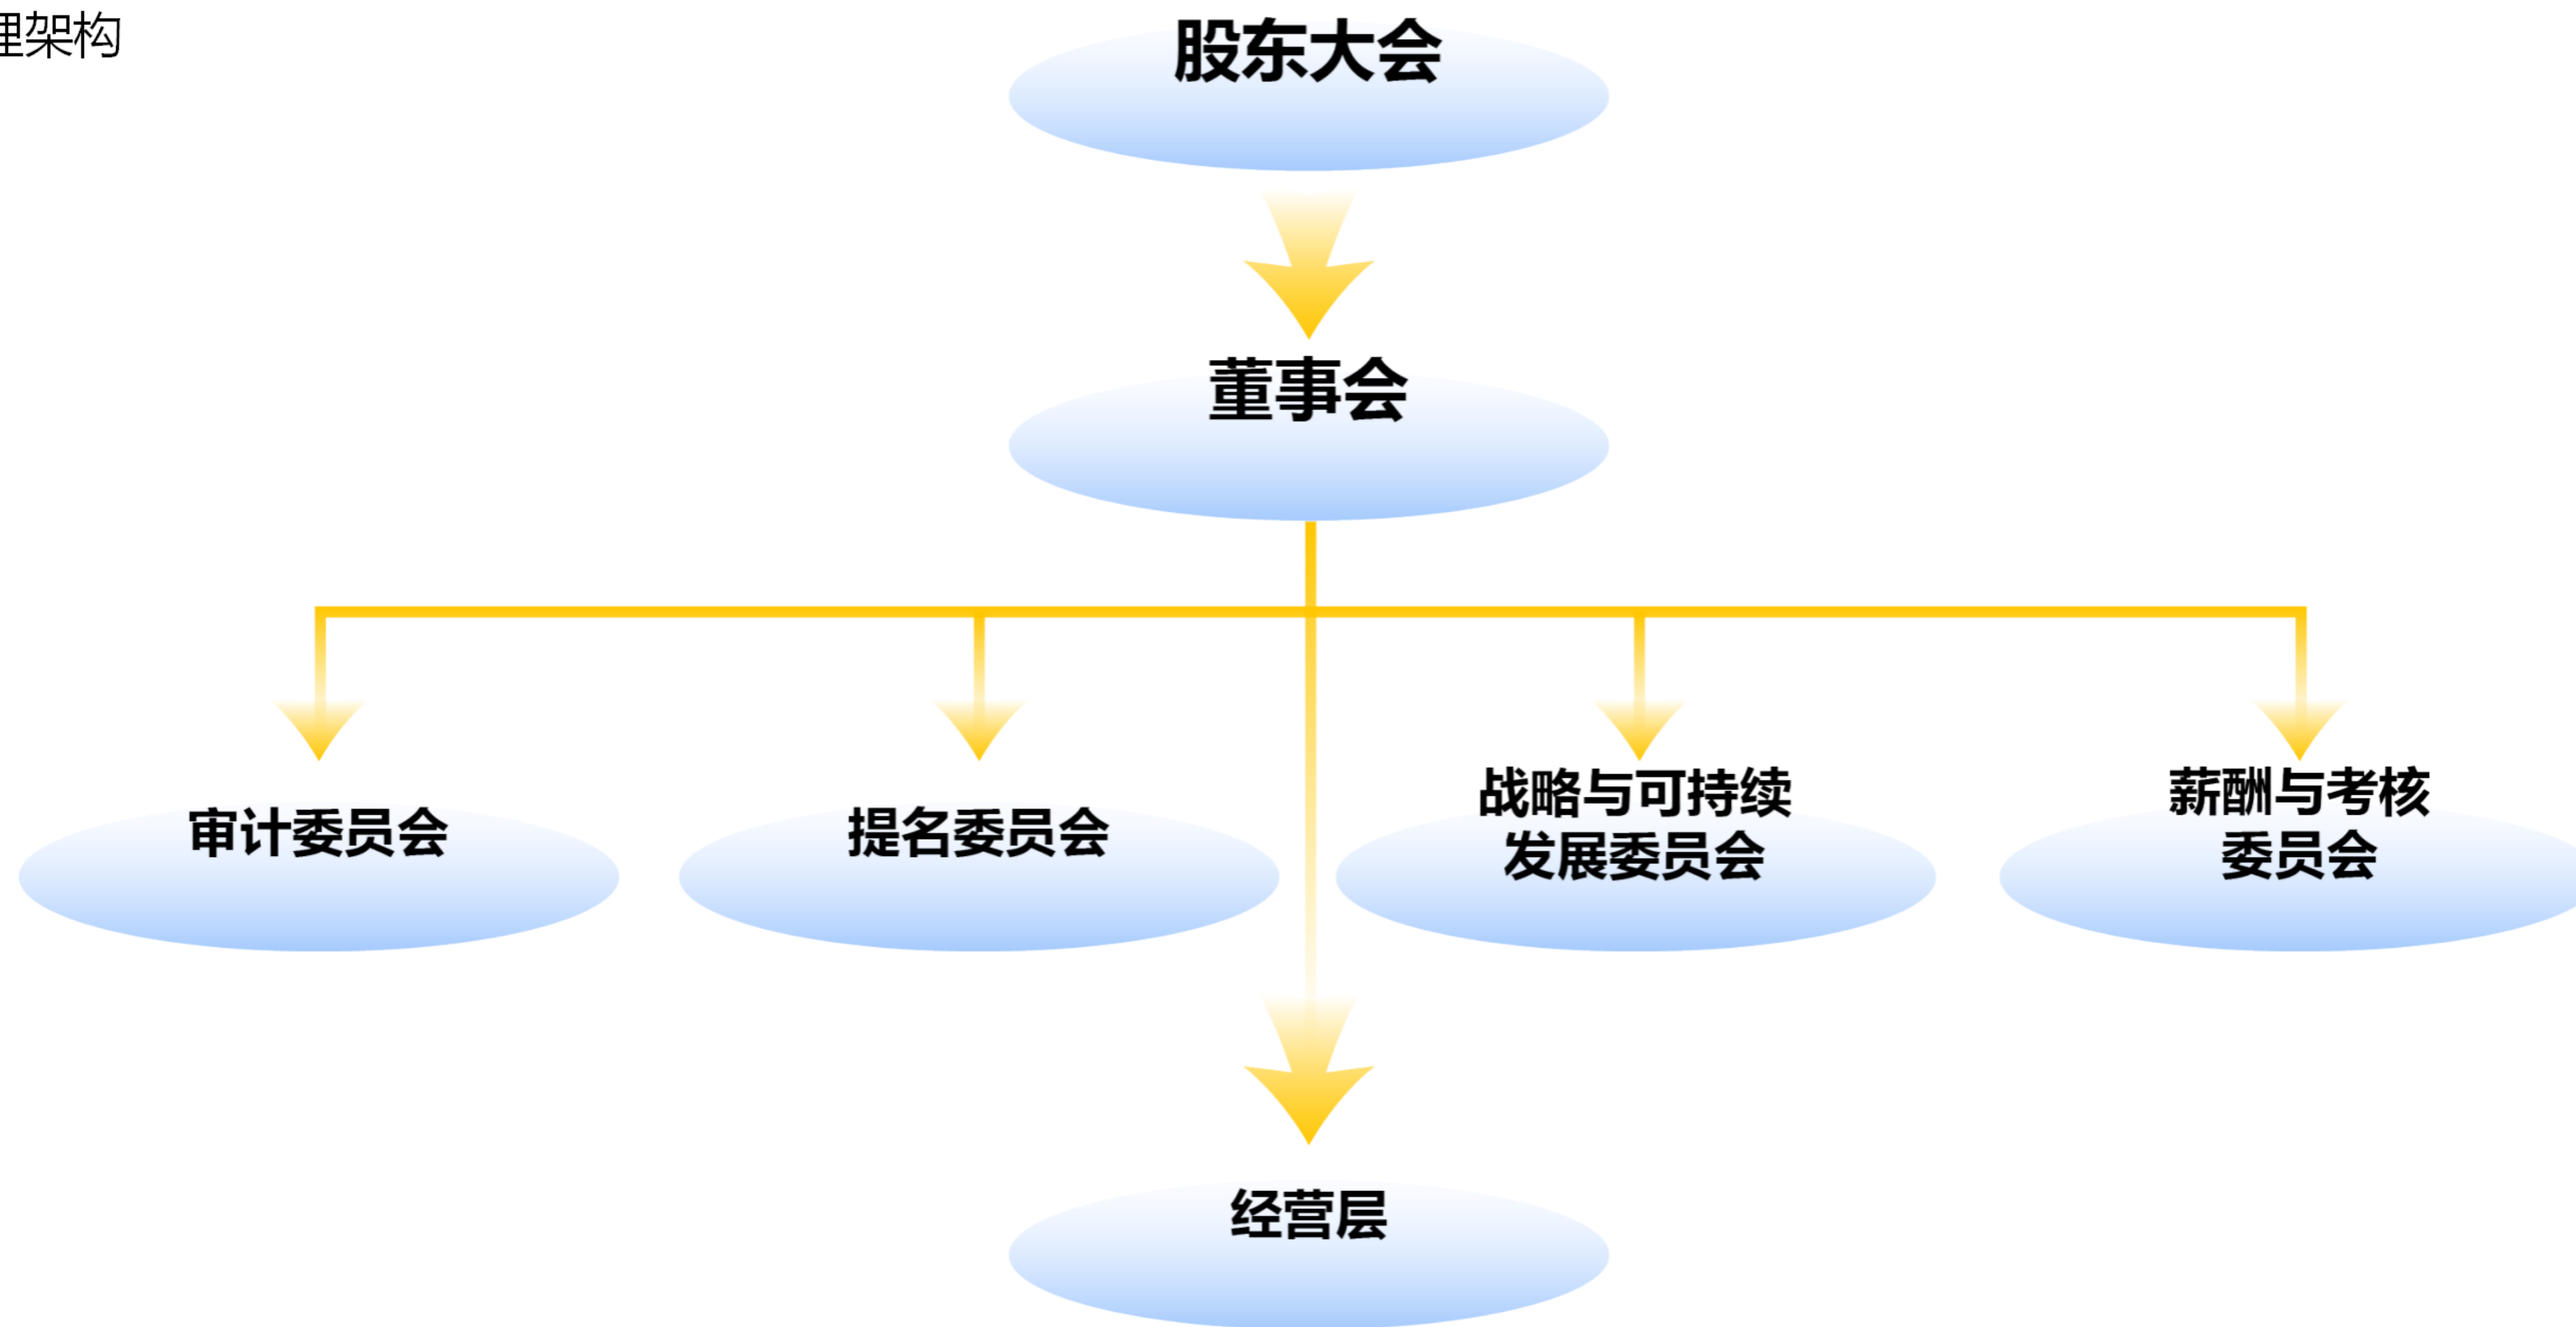 理架构
股东大会
董事会
审计委员会
提名委员会
战略与可持续
发展委员会
薪酬与考核
委员会
经营层